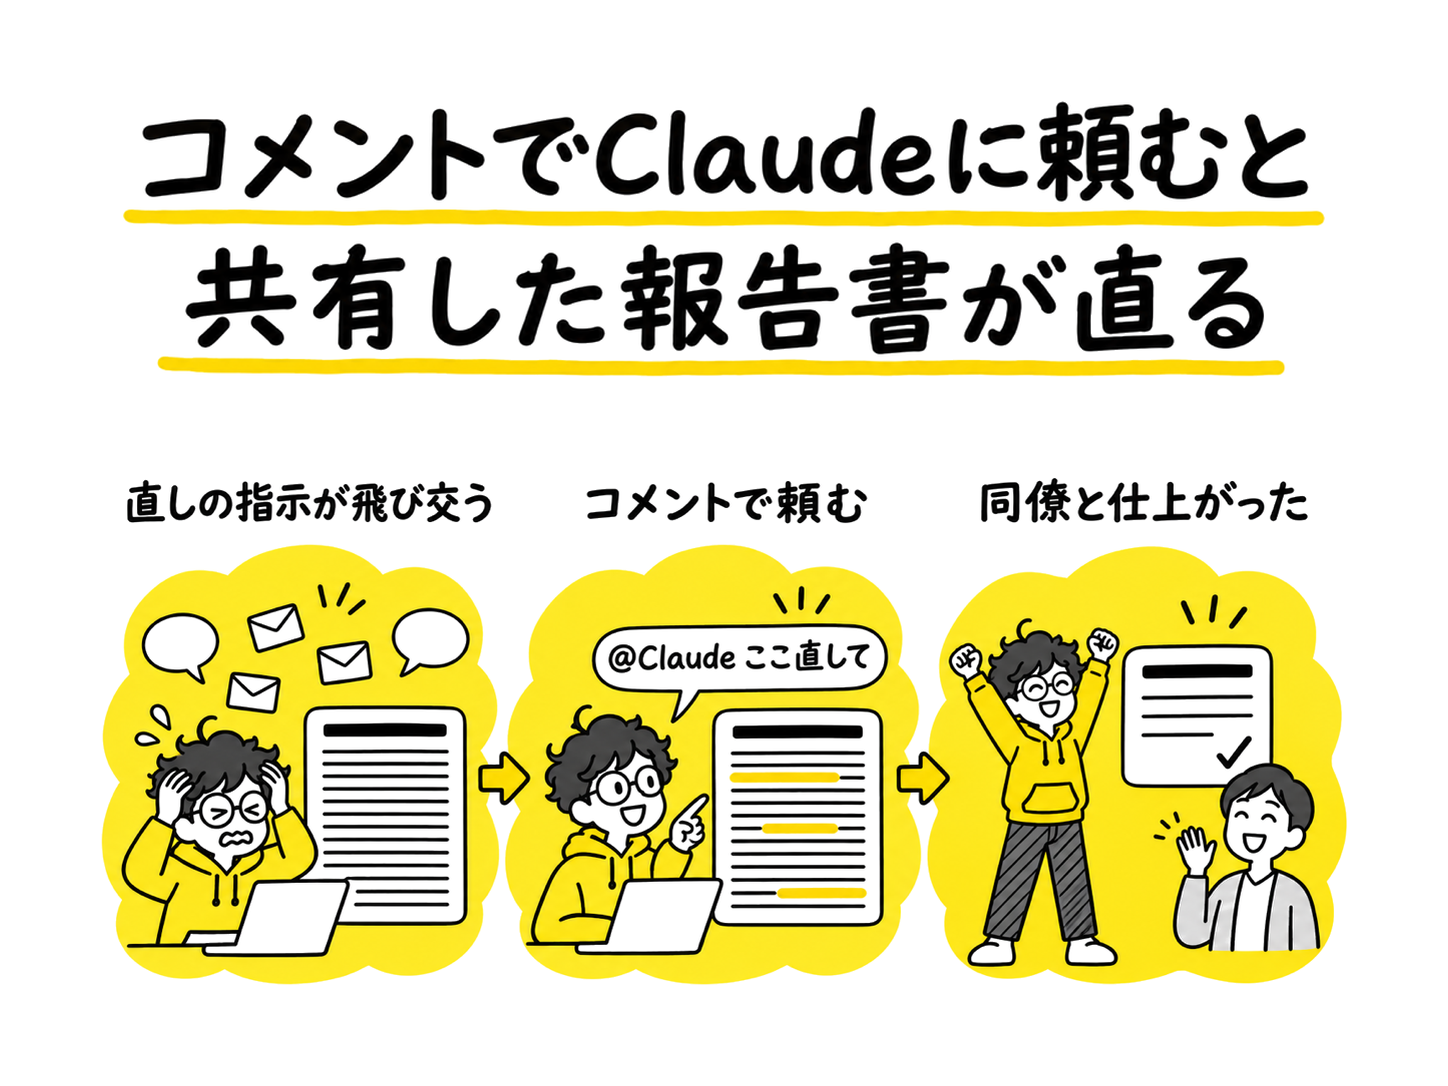 コメントでClaudeに頼むと
共有した報告書が直る
直しの指示が飛び交う
コメントで頼む
同僚と仕上がった
@Claude ここ直して